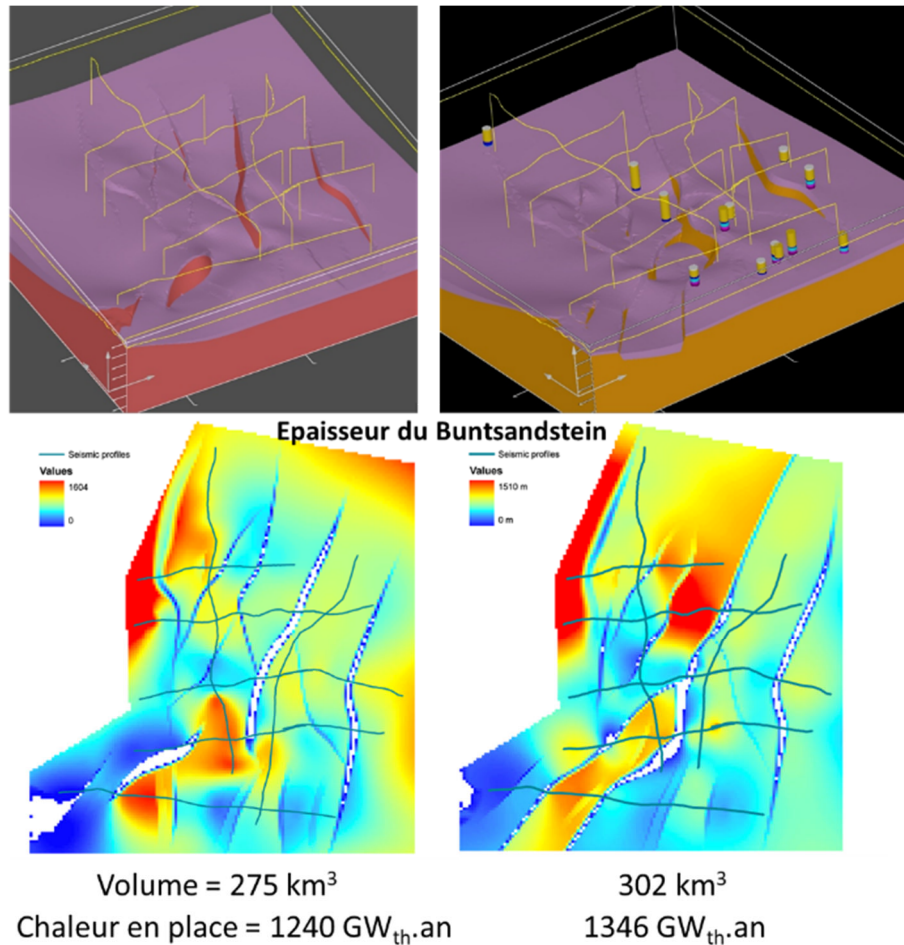 Epaisseur du Buntsandstein
Seismic profiles
Values
1604
0
Seismic profiles
Values
1510 m
0 m
Volume = 275 km³
302 km³
Chaleur en place = 1240 GWth.an
1346 GWth.an